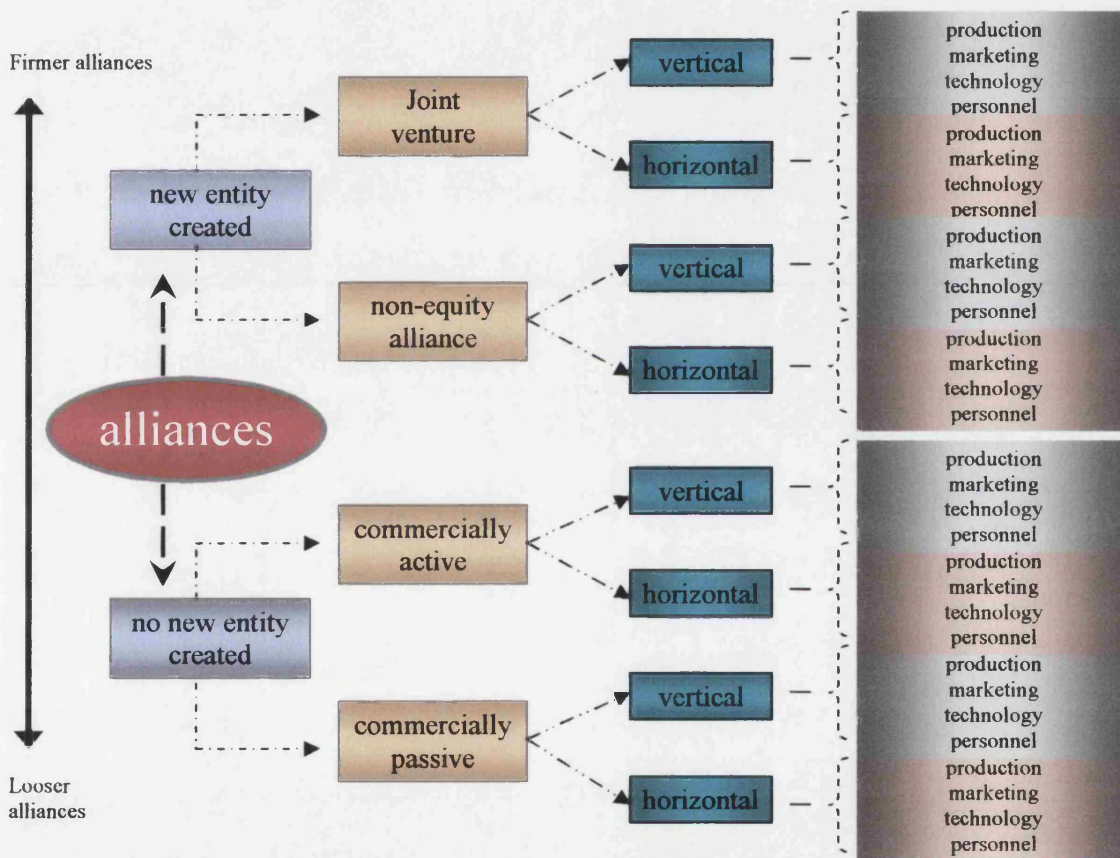 Firmer alliances
Looser
alliances
alliances
new entity
created
no new entity
created
Joint
venture
non-equity
alliance
commercially
active
commercially
passive
vertical
horizontal
vertical
horizontal
vertical
horizontal
vertical
horizontal
production
marketing
technology
personnel
production
marketing
technology
personnel
production
marketing
technology
personnel
production
marketing
technology
personnel
production
marketing
technology
personnel
production
marketing
technology
personnel
production
marketing
technology
personnel
production
marketing
technology
personnel